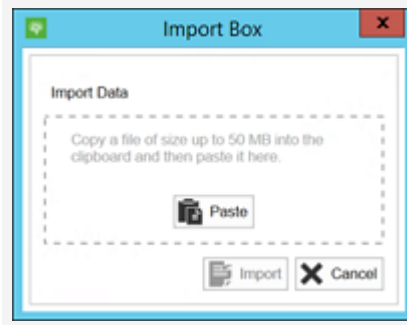 Import Box
Import Data
Copy a file of size up to 50 MB into the
clipboard and then paste it here.
Paste
Import
Cancel